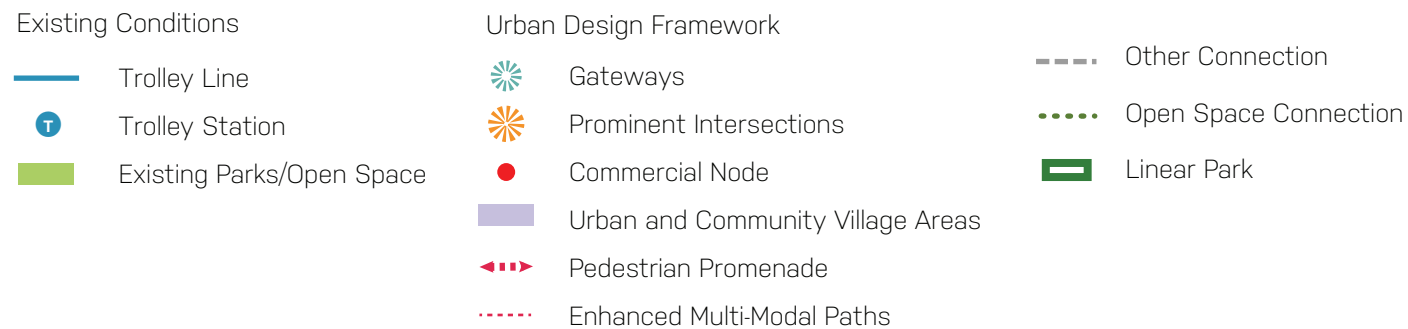 Existing Conditions
Trolley Line
T
Trolley Station
Existing Parks/Open Space
Urban Design Framework
Gateways
Prominent Intersections
Commercial Node
Urban and Community Village Areas
Pedestrian Promenade
Enhanced Multi-Modal Paths
Other Connection
Open Space Connection
Linear Park